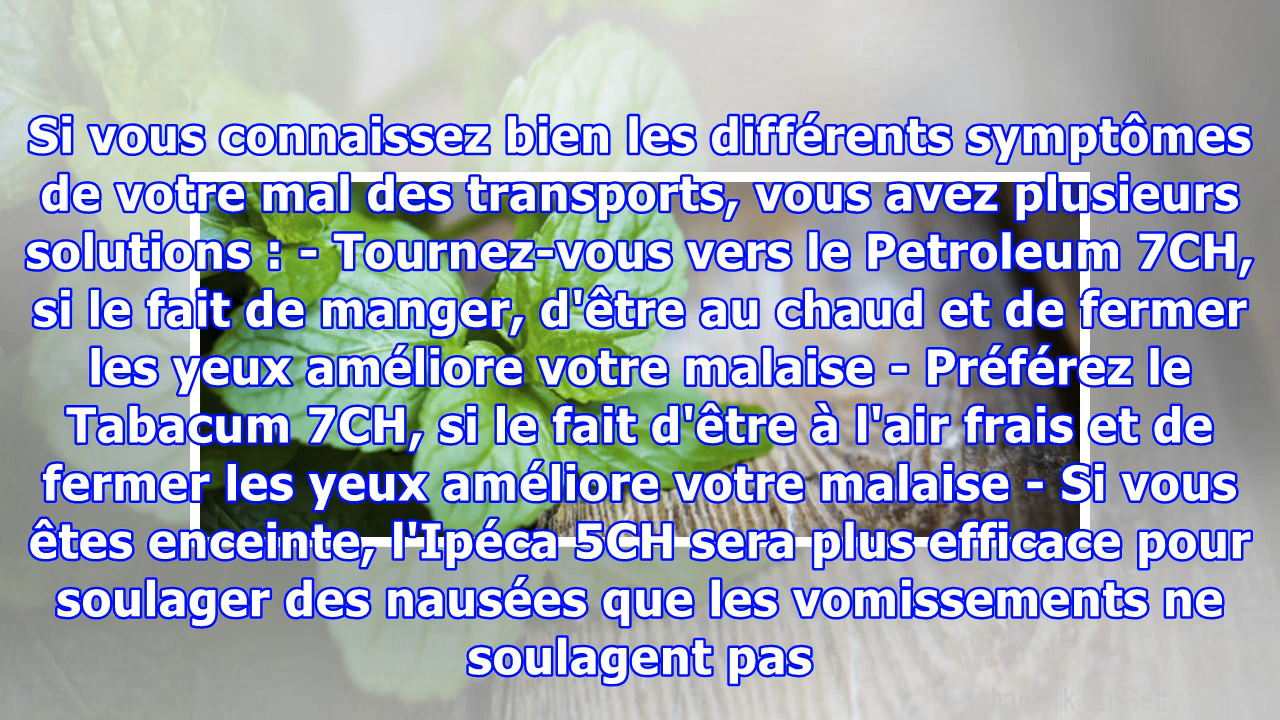 Si vous connaissez bien les différents symptômes
de votre mal des transports, vous avez plusieurs
solutions : - Tournez-vous vers le Petroleum 7CH,
si le fait de manger, d'être au chaud et de fermer
les yeux améliore votre malaise - Préférez le
Tabacum 7CH, si le fait d'être à l'air frais et de
fermer les yeux améliore votre malaise - Si vous
êtes enceinte, l'Ipéca 5CH sera plus efficace pour
soulager des nausées que les vomissements ne
soulagent pas